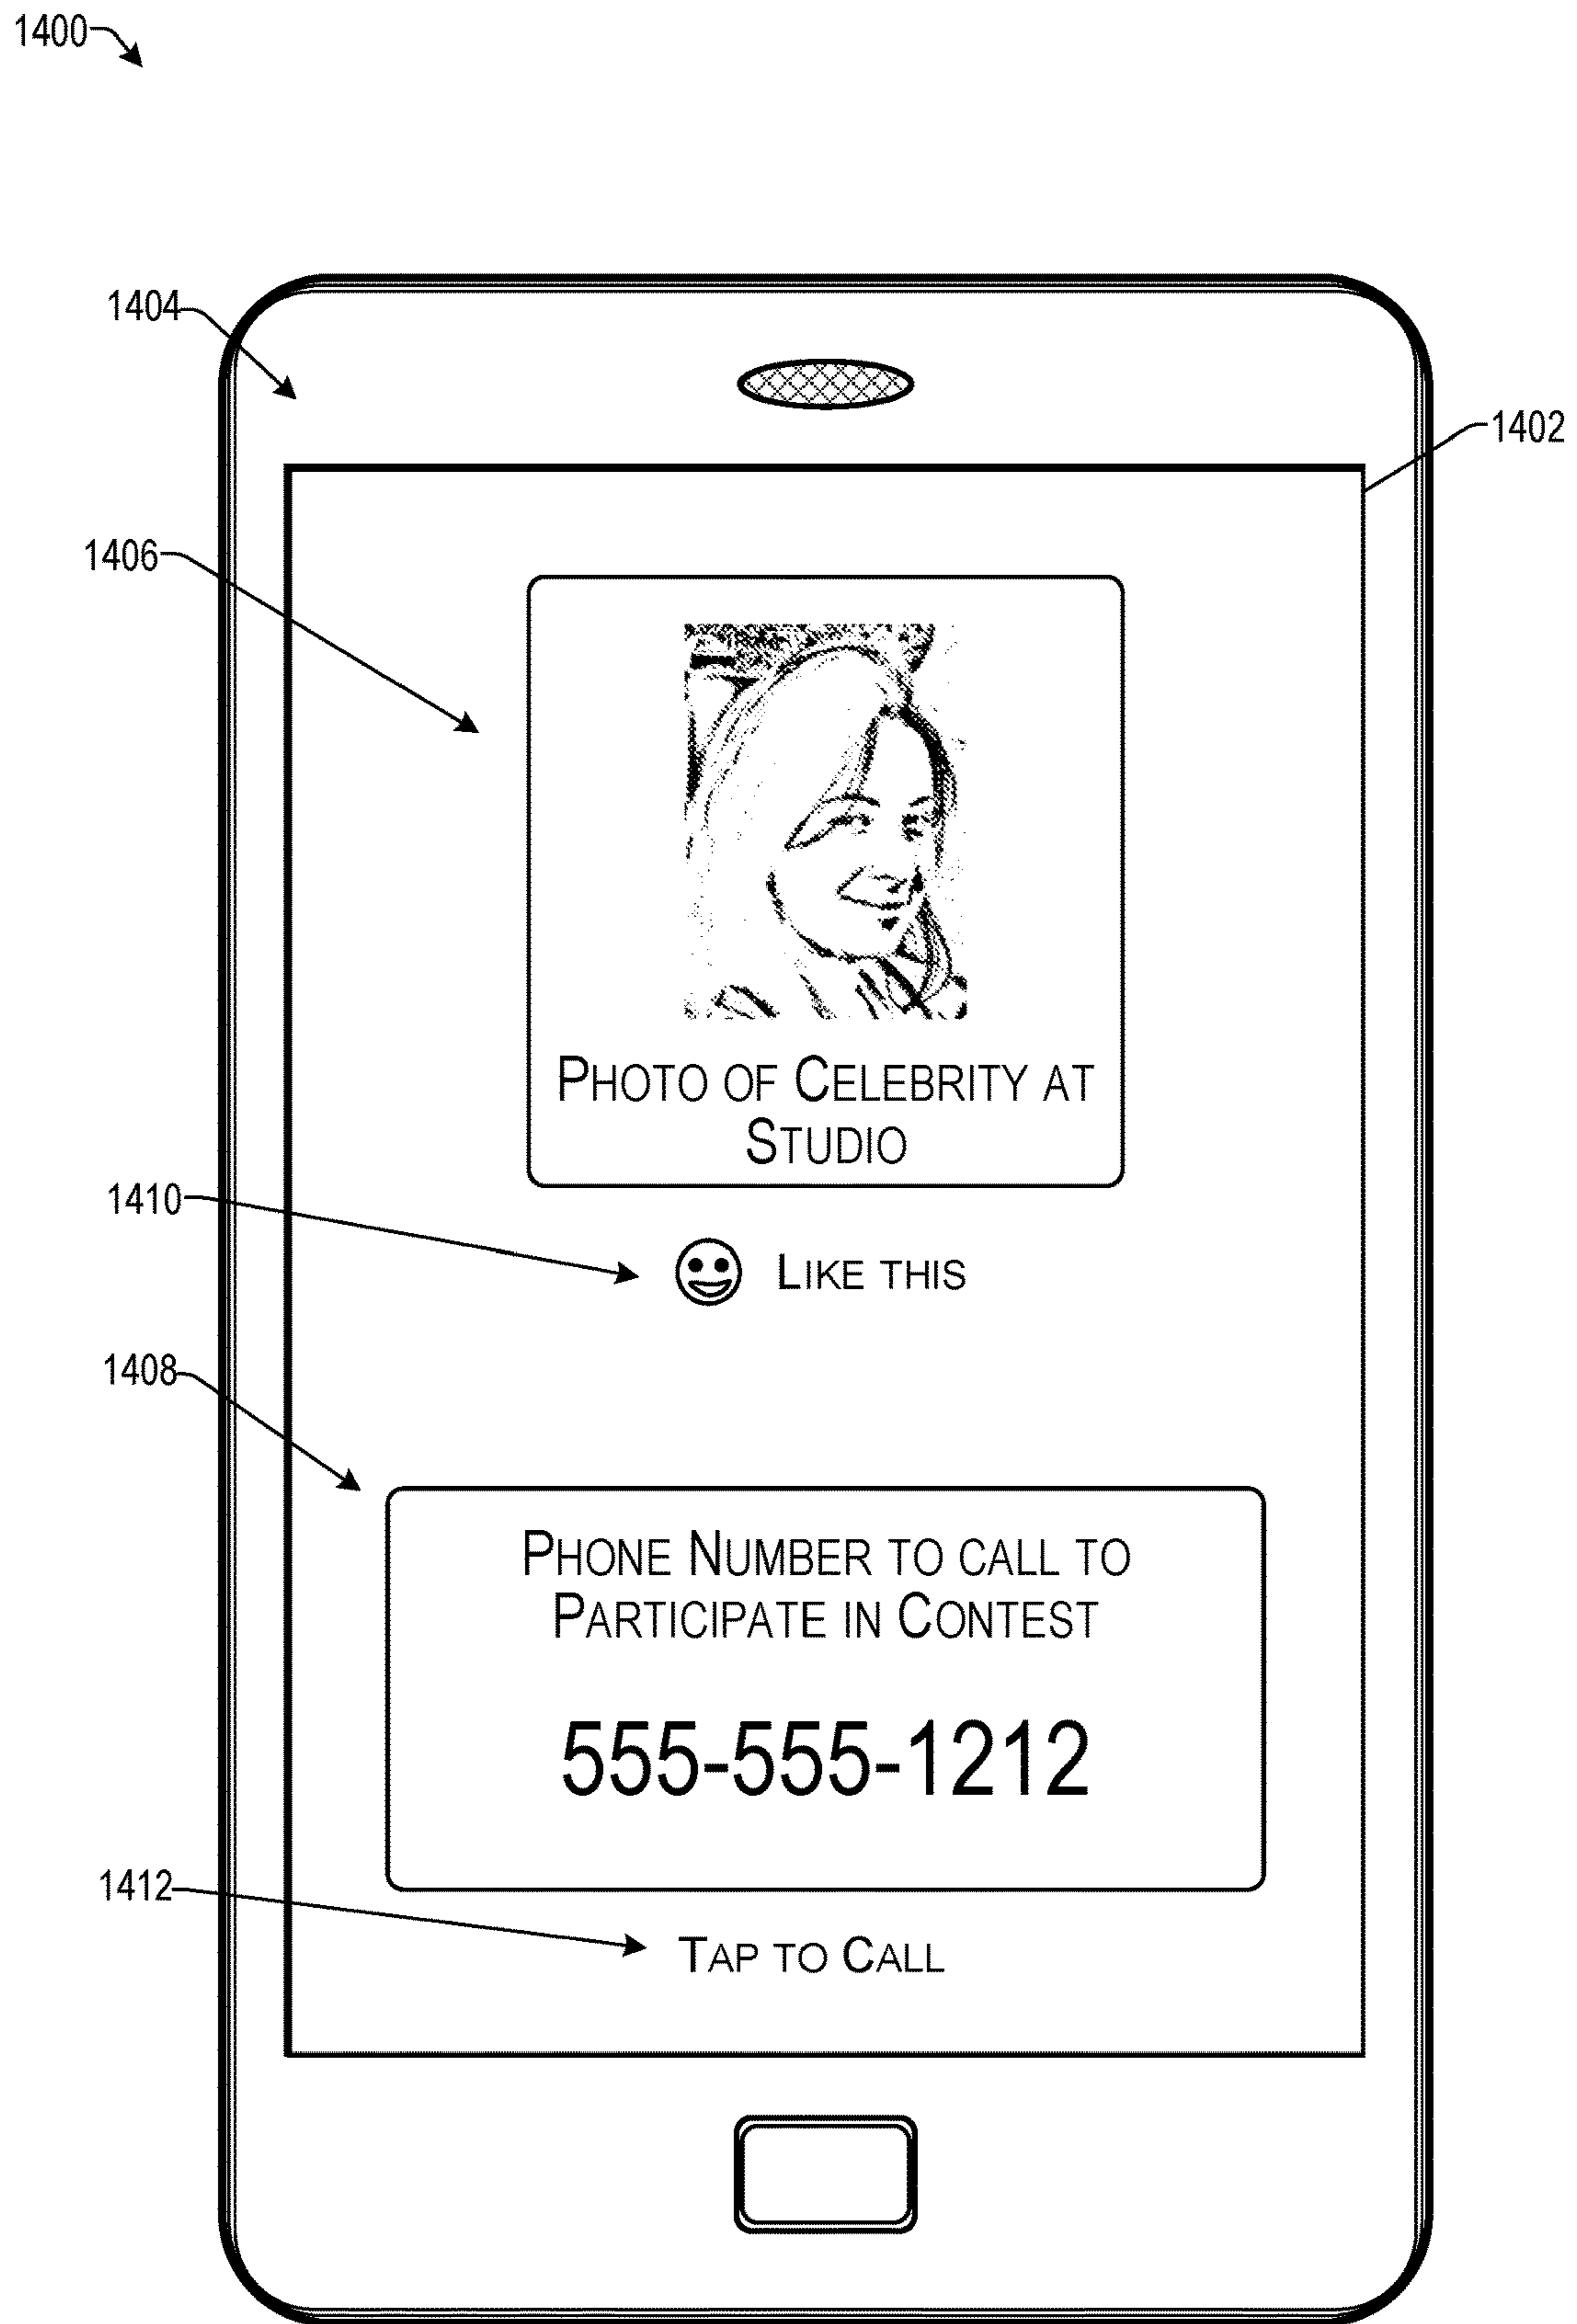 1400
1404
1402
1406
PHOTO OF CELEBRITY AT
STUDIO
1410
LIKE THIS
1408
PHONE NUMBER TO CALL TO
PARTICIPATE IN CONTEST
555-555-1212
1412
TAP TO CALL